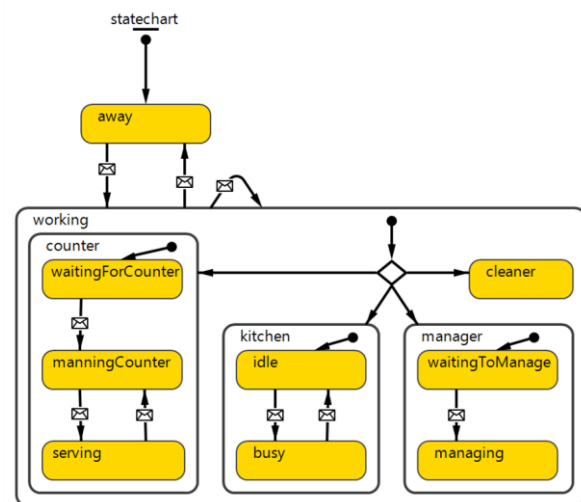 statechart
away
working
counter
waitingForCounter
cleaner
kitchen
manager
manningCounter
idle
waitingToManage
serving
busy
managing